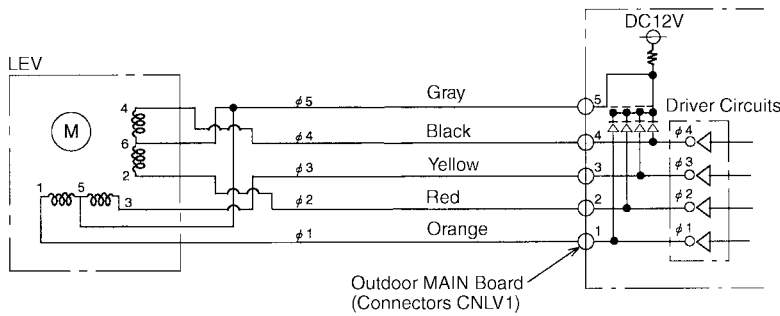 DC12V
LEV
4
M
6
2
1 5 3
ϕ5 Gray 5
ϕ4 Black 4
ϕ3 Yellow 3
ϕ2 Red 2
ϕ1 Orange 1
Driver Circuits
ϕ4
ϕ3
ϕ2
ϕ1
Outdoor MAIN Board
(Connectors CNLV1)